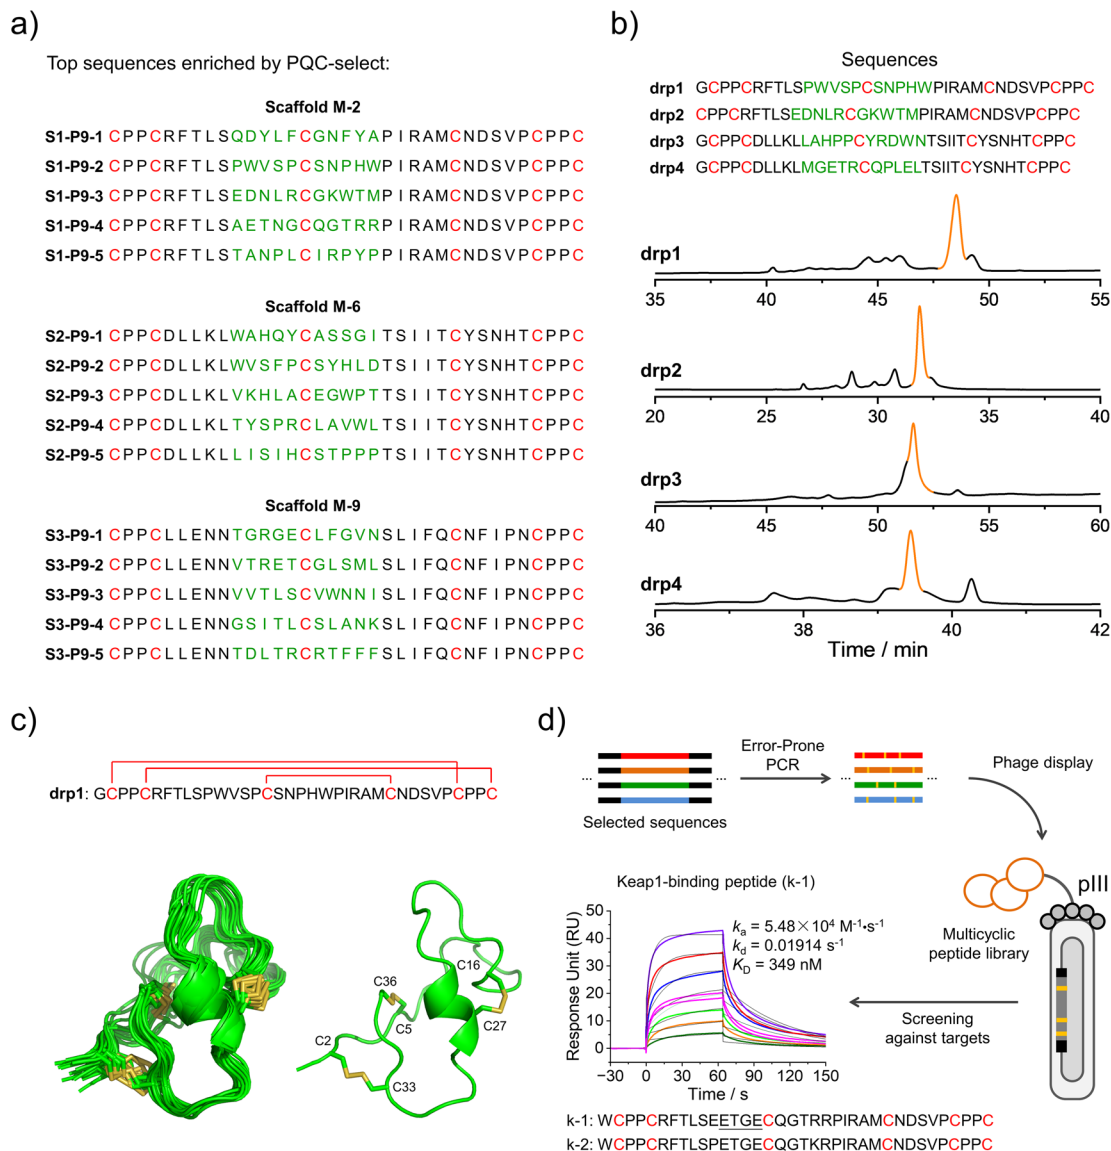 a)
Top sequences enriched by PQC-select:
Scaffold M-2
S1-P9-1 CPPCRFTLSQDYLFCGNFYAPIRAMCNDSVPCPPC
S1-P9-2 CPPCRFTLSPWVSPCSNPHWPIRAMCNDSVPCPPC
S1-P9-3 CPPCRFTLSEDNLRCGKWTMPIRAMCNDSVPCPPC
S1-P9-4 CPPCRFTLSAETNGCQGTRRPIRAMCNDSVPCPPC
S1-P9-5 CPPCRFTLSTANPLCIRPYPPIRAMCNDSVPCPPC
Scaffold M-6
S2-P9-1 CPPCDLLKLWAHQYCASSGITSIITCYSNHTCPPC
S2-P9-2 CPPCDLLKLWVSFPCSYHLDTSIITCYSNHTCPPC
S2-P9-3 CPPCDLLKLVKHLACEGWPTTSIITCYSNHTCPPC
S2-P9-4 CPPCDLLKLTYSPRCLAVWLTSIITCYSNHTCPPC
S2-P9-5 CPPCDLLKLLISIHCSTPPPTSIITCYSNHTCPPC
Scaffold M-9
S3-P9-1 CPPCLLENNTGRGECLFGVNSLIFQCNFIPNCPPC
S3-P9-2 CPPCLLENNVTRETCGLSMLSLIFQCNFIPNCPPC
S3-P9-3 CPPCLLENNVVTLSCVWNNISLIFQCNFIPNCPPC
S3-P9-4 CPPCLLENNGSITLCSLANKSLIFQCNFIPNCPPC
S3-P9-5 CPPCLLENNTDLTRCRTFFFSLIFQCNFIPNCPPC
b)
Sequences
drp1 GCPPCRFTLSPWVSPCSNPHWPIRAMCNDSVPCPPC
drp2 CPPCRFTLSEDNLRCGKWTMPIRAMCNDSVPCPPC
drp3 GCPPCDLLKLLAHPPCYRDWNTSIITCYSNHTCPPC
drp4 GCPPCDLLKLMGETRCQPLELTSIITCYSNHTCPPC
drp1
35 40 45 50 55
drp2
20 25 30 35 40
drp3
40 45 50 60
drp4
36 38 40 42
Time / min
c)
drp1: GCPPCRFTLSPWVSPCSNPHWPIRAMCNDSVPCPPC
C16
C36
C5
C27
C2
C33
d)
Error-Prone
PCR
Phage display
... ... ... ...
Selected sequences
pIII
Multicyclic
peptide library
Screening
against targets
Keap1-binding peptide (k-1)
ka = 5.48×10⁴ M⁻¹•s⁻¹
kd = 0.01914 s⁻¹
KD = 349 nM
Response Unit (RU)
50
40
30
20
10
0
-30 0 30 60 90 120 150
Time / s
k-1: WCPPCRFTLSEETGECQGTRRPIRAMCNDSVPCPPC
k-2: WCPPCRFTLSPETGECQGTKRPIRAMCNDSVPCPPC